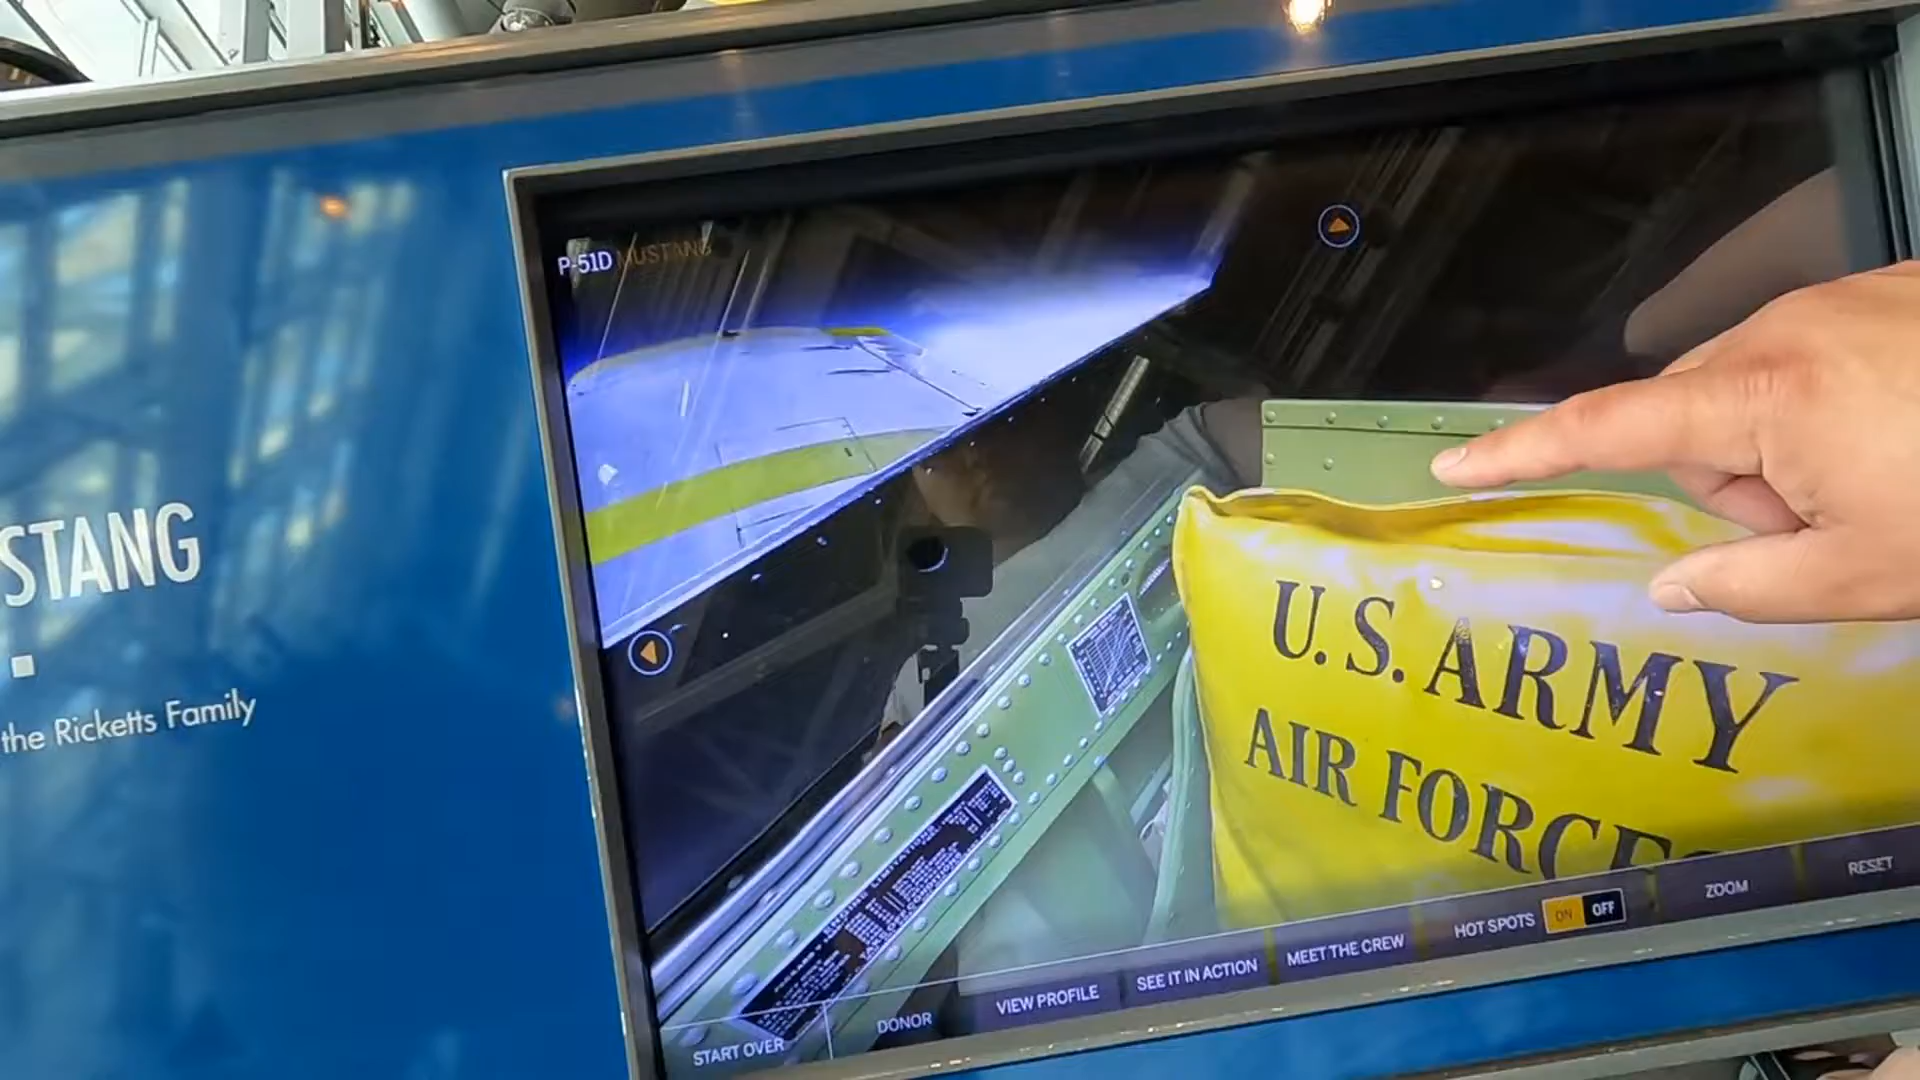 STANG
the Ricketts Family
P-51D MUSTANG
U.S. ARMY
AIR FORCE
START OVER
DONOR
VIEW PROFILE
SEE IT IN ACTION
MEET THE CREW
HOT SPOTS
ON
OFF
ZOOM
RESET